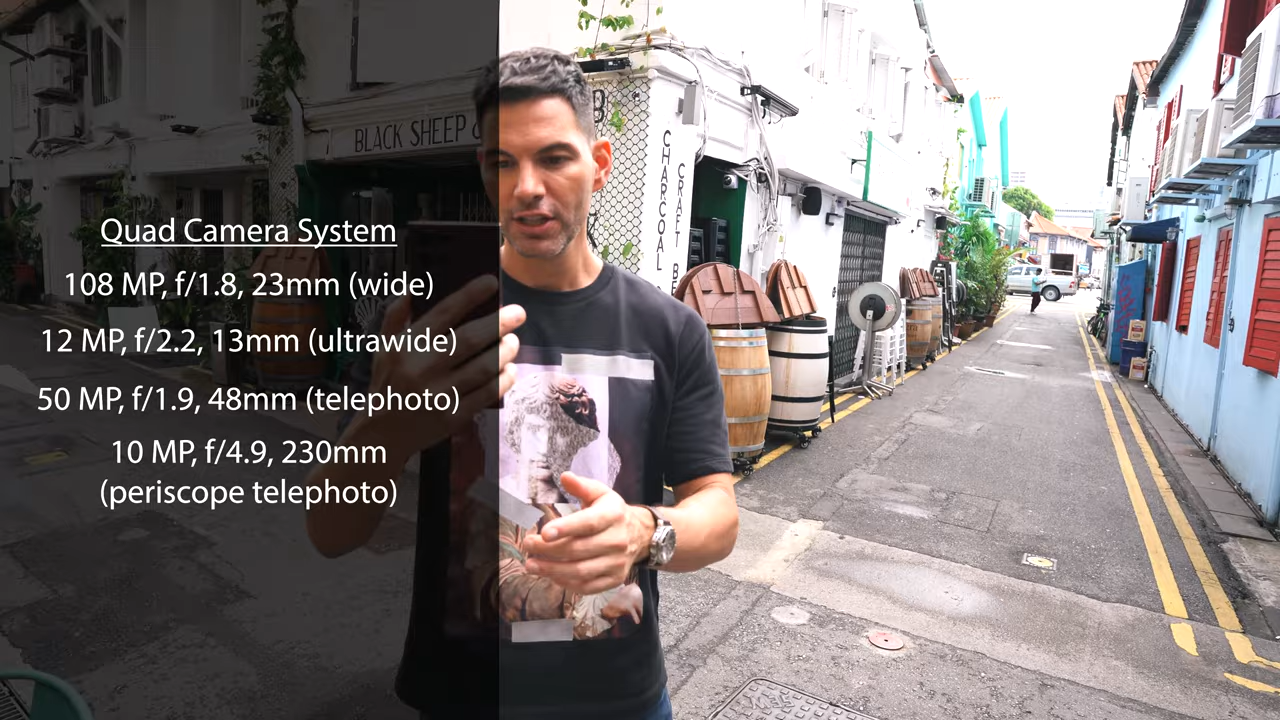 Quad Camera System
108 MP, f/1.8, 23mm (wide)
12 MP, f/2.2, 13mm (ultrawide)
50 MP, f/1.9, 48mm (telephoto)
10 MP, f/4.9, 230mm
(periscope telephoto)
BLACK SHEEP
CHARCOAL
CRAFT B